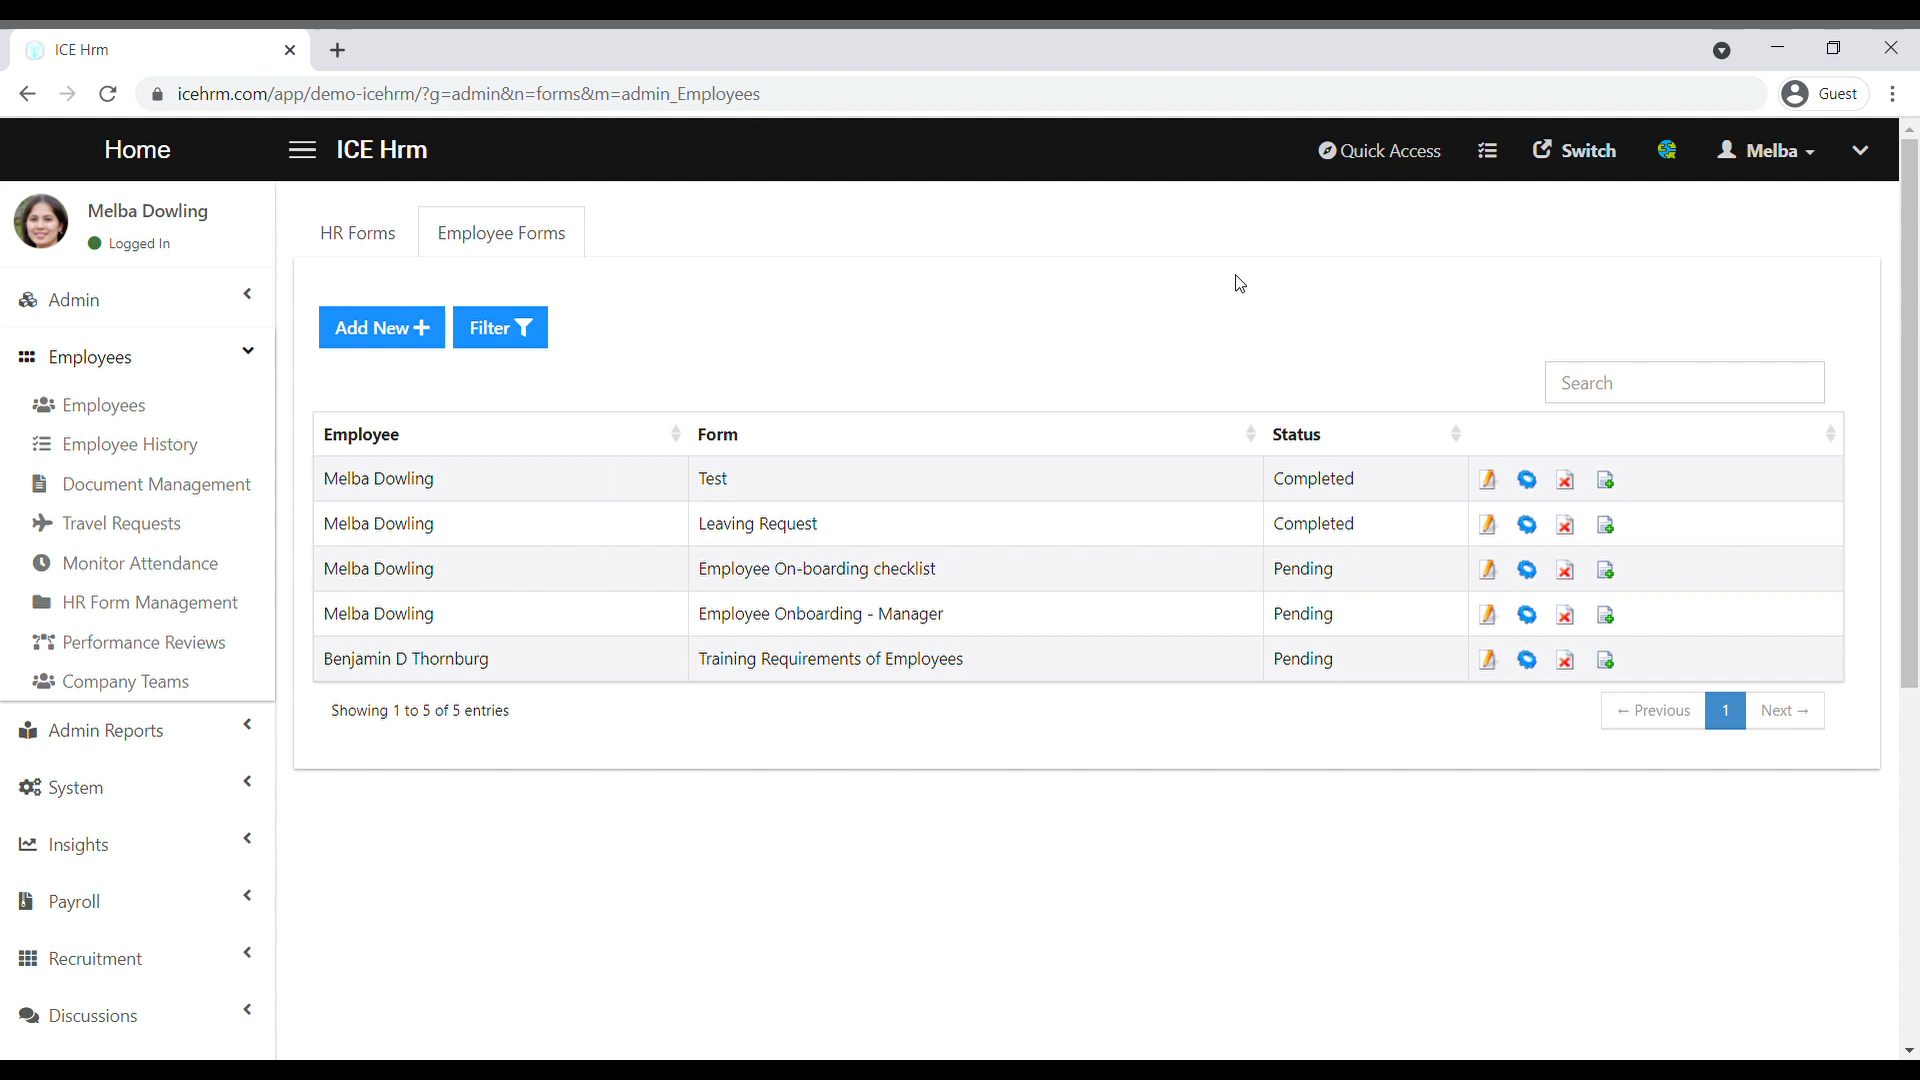 ICE Hrm
icehrm.com/app/demo-icehrm/?g=admin&n=forms&m=admin_Employees
Guest
Home
ICE Hrm
Quick Access
Switch
Melba
Melba Dowling
Logged In
Admin
Employees
Employees
Employee History
Document Management
Travel Requests
Monitor Attendance
HR Form Management
Performance Reviews
Company Teams
Admin Reports
System
Insights
Payroll
Recruitment
Discussions
HR Forms
Employee Forms
Add New
Filter
Search
Employee Form Status
Melba Dowling Test Completed
Melba Dowling Leaving Request Completed
Melba Dowling Employee On-boarding checklist Pending
Melba Dowling Employee Onboarding - Manager Pending
Benjamin D Thornburg Training Requirements of Employees Pending
Showing 1 to 5 of 5 entries
← Previous 1 Next →